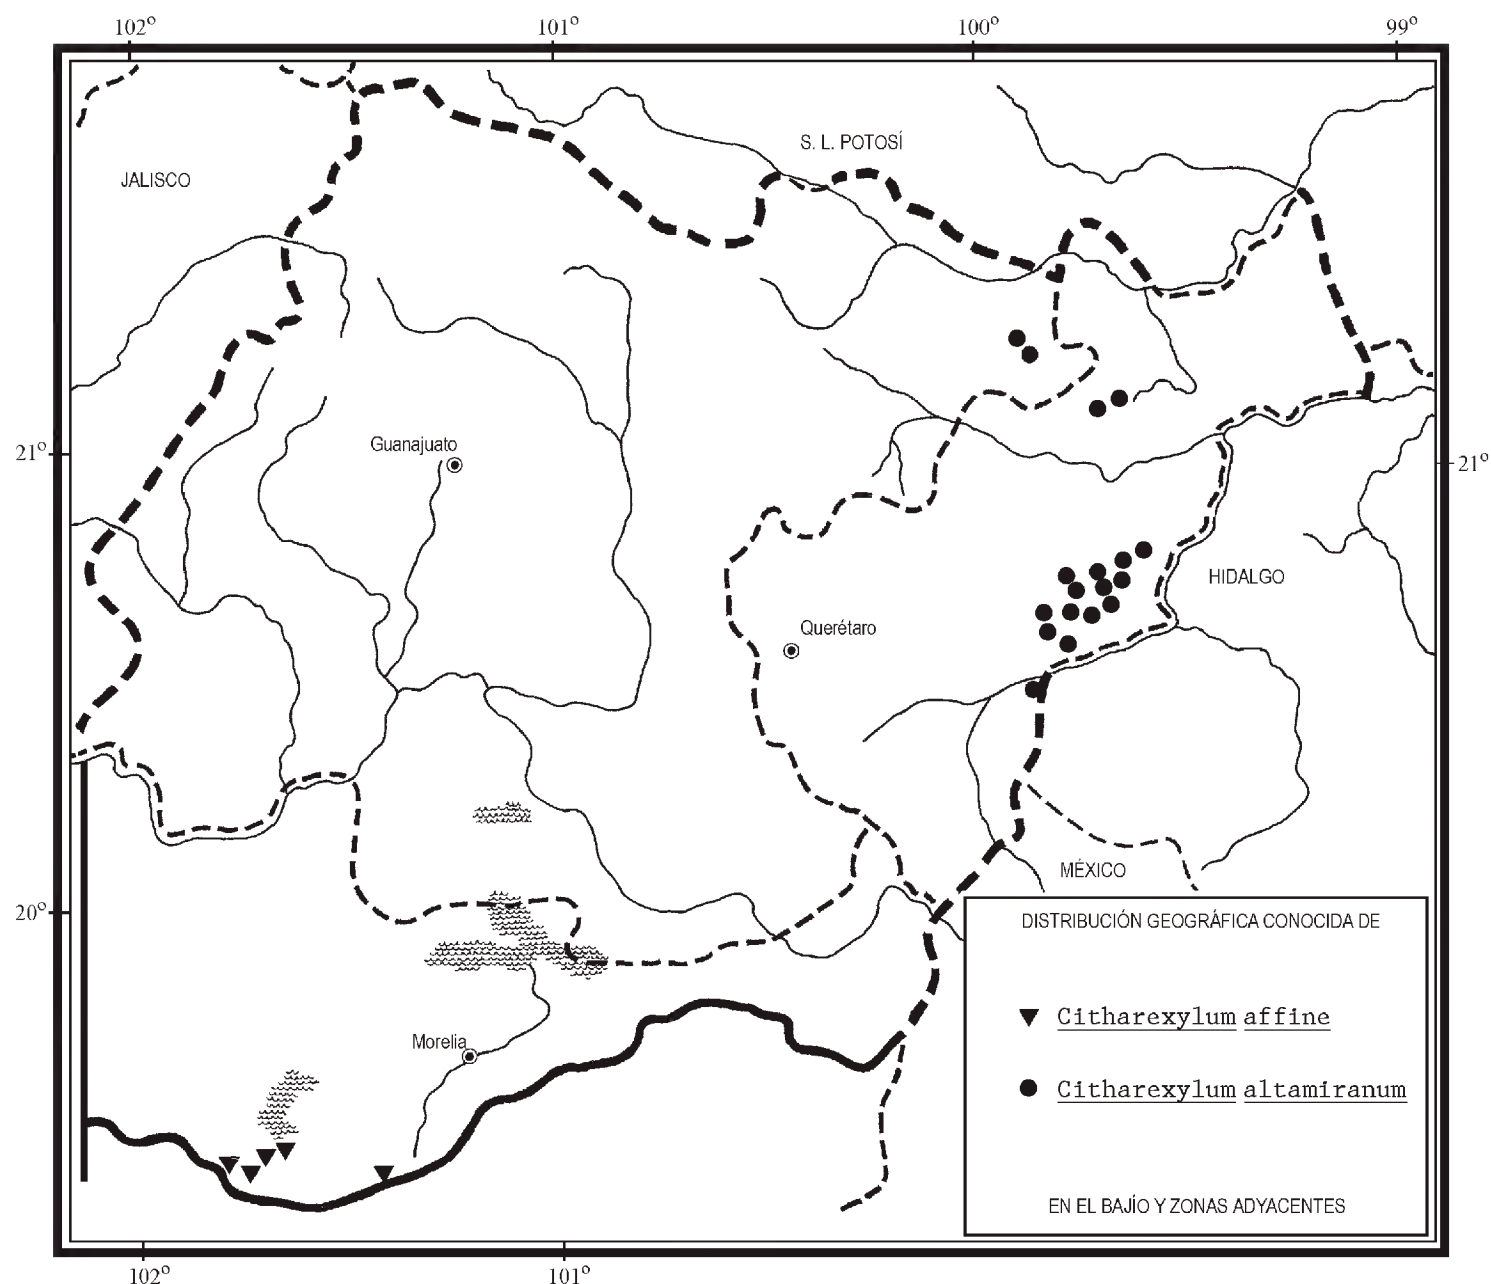 102º 101º 100º 99º
S. L. POTOSÍ
JALISCO
Guanajuato
21º
21º
HIDALGO
Querétaro
MÉXICO
20º
DISTRIBUCIÓN GEOGRÁFICA CONOCIDA DE
Citharexylum affine
Morelia
Citharexylum altamiranum
EN EL BAJÍO Y ZONAS ADYACENTES
102º 101º